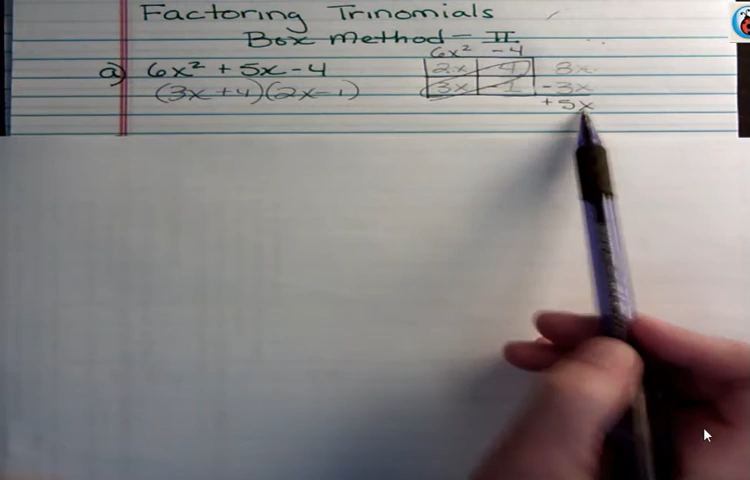 Factoring Trinomials
Box Method - II
6x² -4
a) 6x² + 5x - 4
2x 4 8x
(3x + 4)(2x - 1)
3x -1 -3x
+5x